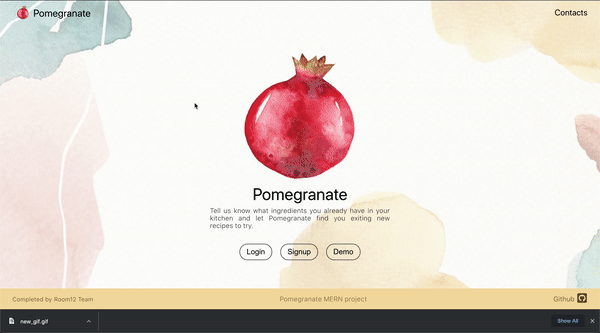 Pomegranate
Contacts
Pomegranate
Tell us know what ingredients you already have in your
kitchen and let Pomegranate find you exiting new
recipes to try.
Login Signup Demo
Completed by Room12 Team
Pomegranate MERN project
Github
new_gif.gif
Show All